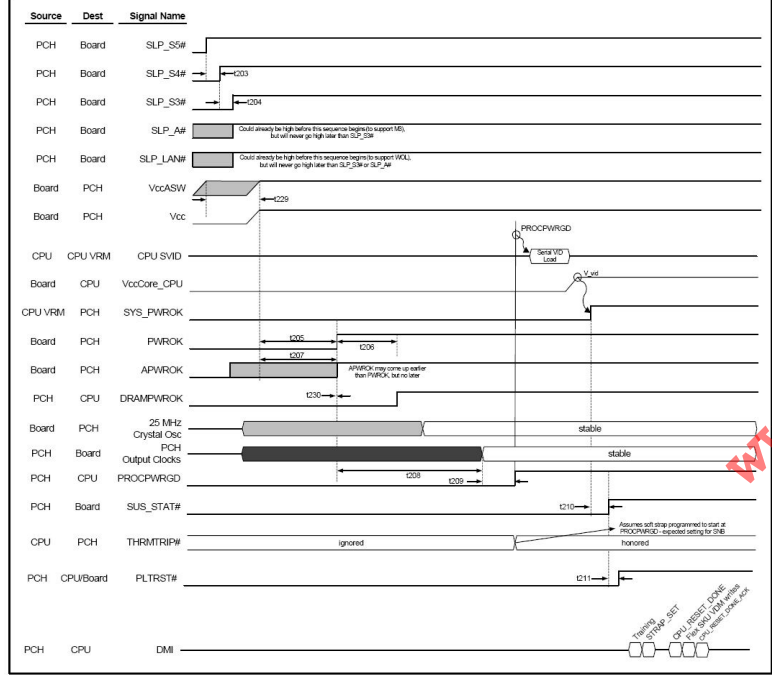 Source Dest Signal Name
PCH Board SLP_S5#
PCH Board SLP_S4# t203
PCH Board SLP_S3# t204
PCH Board SLP_A# Could already be high before this sequence begins (to support M3),
but will never go high later than SLP_S3#
PCH Board SLP_LAN# Could already be high before this sequence begins (to support WOL),
but will never go high later than SLP_S3# or SLP_A#
Board PCH VccASW
t229
Board PCH Vcc
PROCPWRGD
CPU CPU VRM CPU SVID Serial VID
Load
V_vid
Board CPU VccCore_CPU
CPU VRM PCH SYS_PWROK
Board PCH PWROK t205 t206
t207
Board PCH APWROK APWROK may come up earlier
than PWROK, but no later
PCH CPU DRAMPWROK t230
Board PCH 25 MHz
Crystal Osc stable
PCH Board PCH
Output Clocks stable
t208
PCH CPU PROCPWRGD t209
PCH Board SUS_STAT# t210
Assumes soft strap programmed to start at
PROCPWRGD - expected setting for SNB
CPU PCH THRMTRIP# ignored honored
PCH CPU/Board PLTRST# t211
Training
STRAP_SET
CPU_RESET_DONE
Flex SKU VDM writes
CPU_RESET_DONE_ACK
PCH CPU DMI